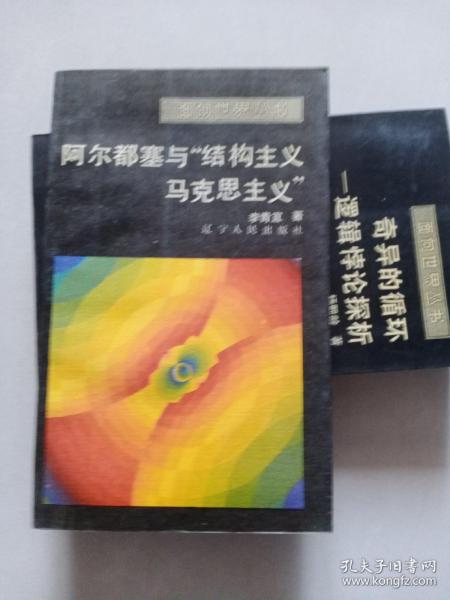 面向世界丛书
阿尔都塞与“结构主义
马克思主义”
李青宜 著
辽宁人民出版社
面向世界丛书
奇异的循环
—逻辑悖论探析
著
孔夫子旧书网
www.kongfz.com